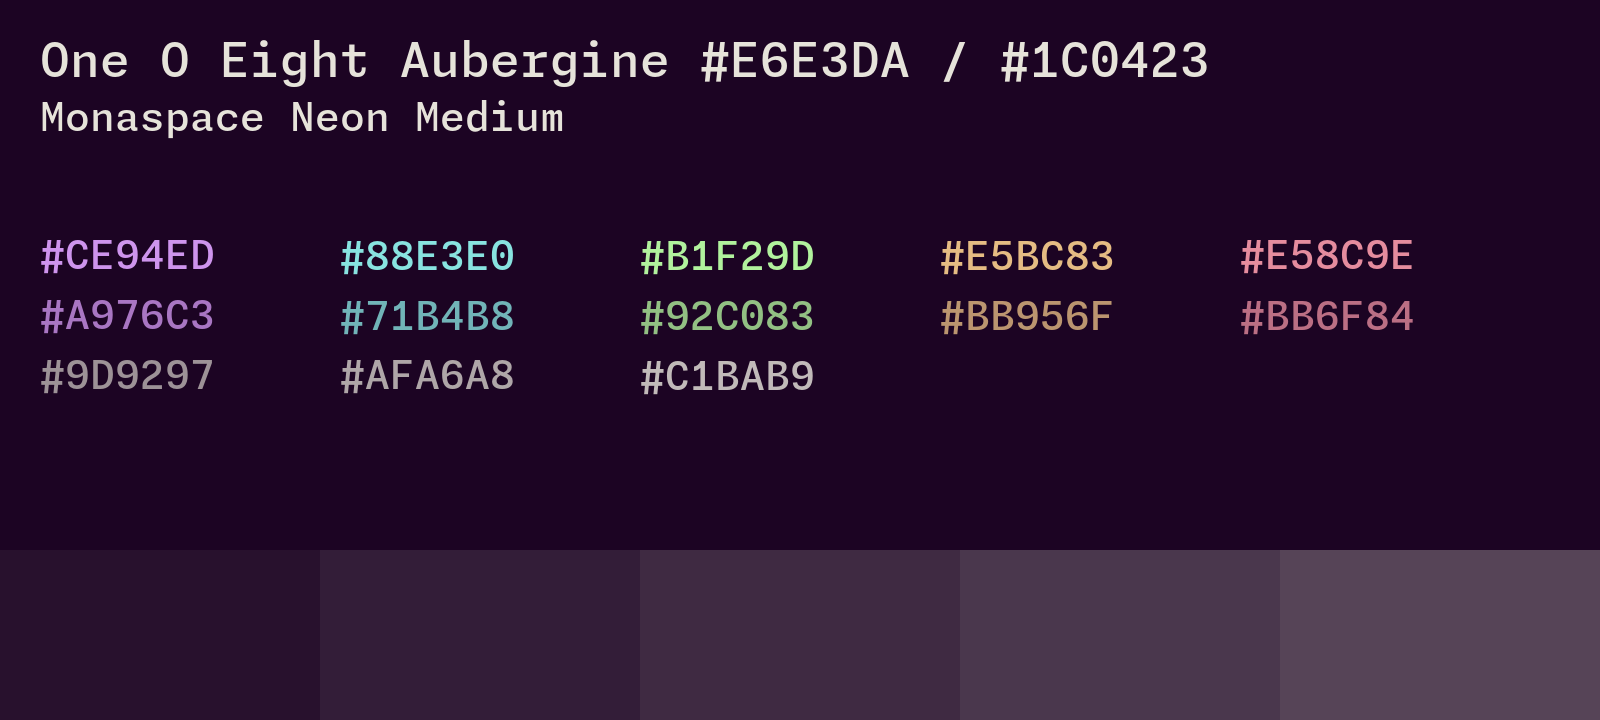 One O Eight Aubergine #E6E3DA / #1C0423
Monaspace Neon Medium
#CE94ED #88E3E0 #B1F29D #E5BC83 #E58C9E
#A976C3 #71B4B8 #92C083 #BB956F #BB6F84
#9D9297 #AFA6A8 #C1BAB9